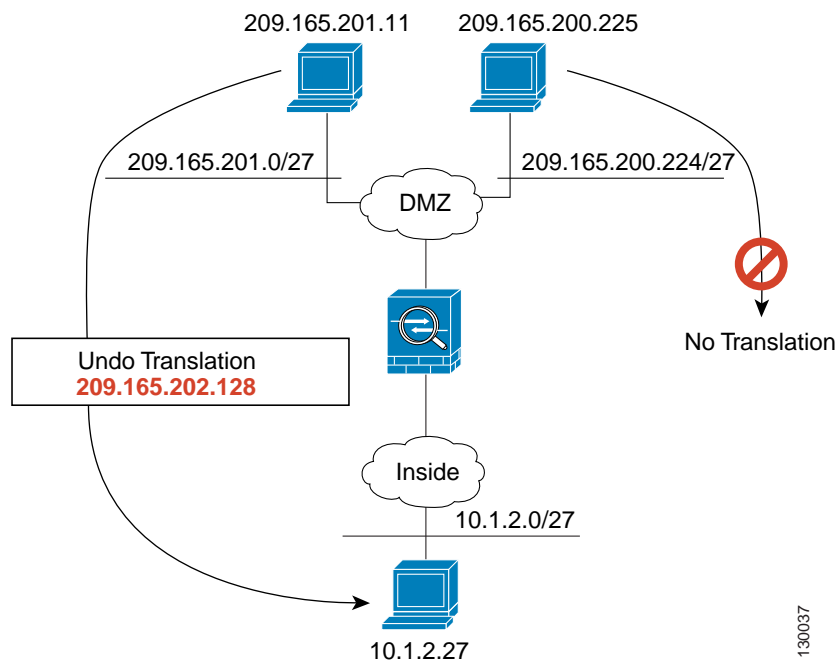 209.165.201.11
209.165.200.225
209.165.201.0/27
209.165.200.224/27
DMZ
No Translation
Undo Translation
209.165.202.128
Inside
10.1.2.0/27
10.1.2.27
130037